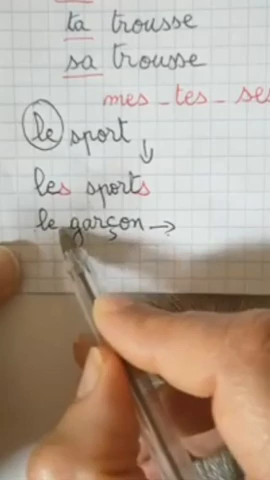 ta trousse
sa trousse
mes - tes - ses
le sport
↓
les sports
le garçon →